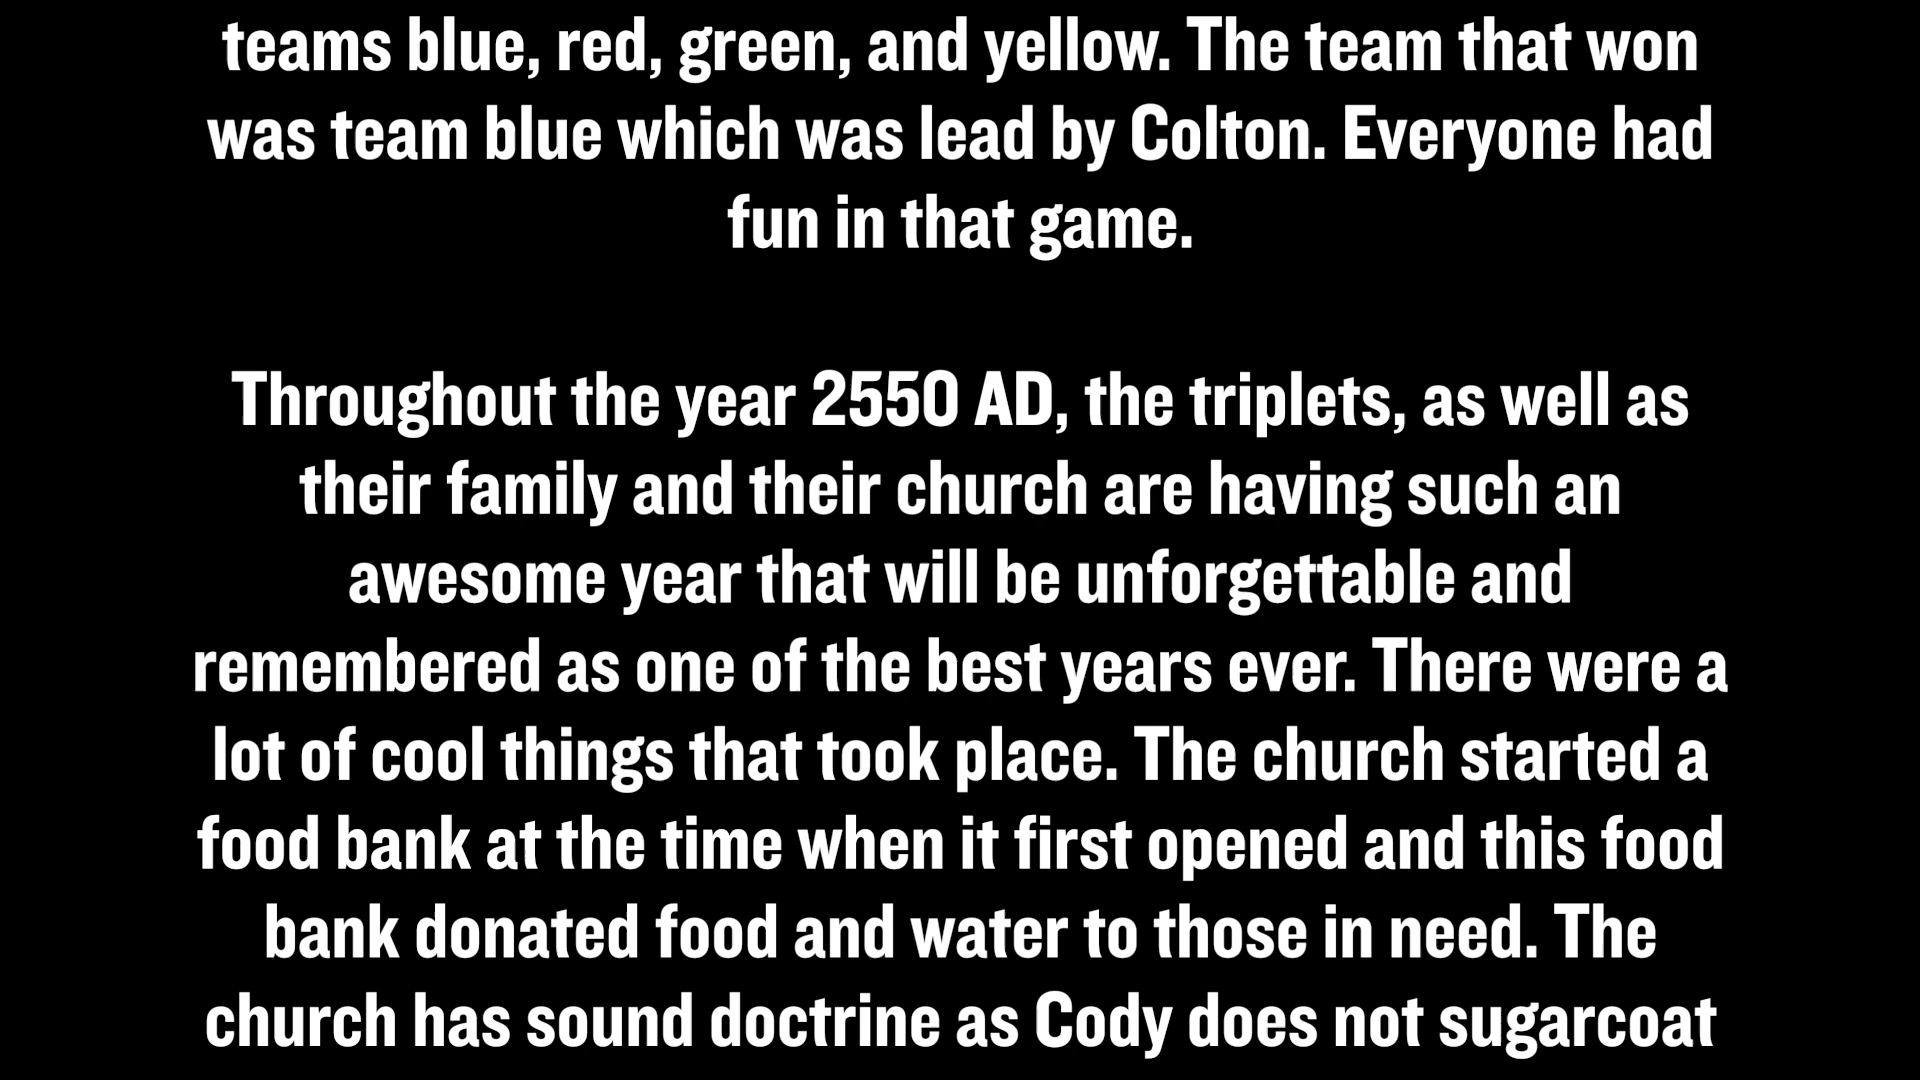 teams blue, red, green, and yellow. The team that won
was team blue which was lead by Colton. Everyone had
fun in that game.
Throughout the year 2550 AD, the triplets, as well as
their family and their church are having such an
awesome year that will be unforgettable and
remembered as one of the best years ever. There were a
lot of cool things that took place. The church started a
food bank at the time when it first opened and this food
bank donated food and water to those in need. The
church has sound doctrine as Cody does not sugarcoat